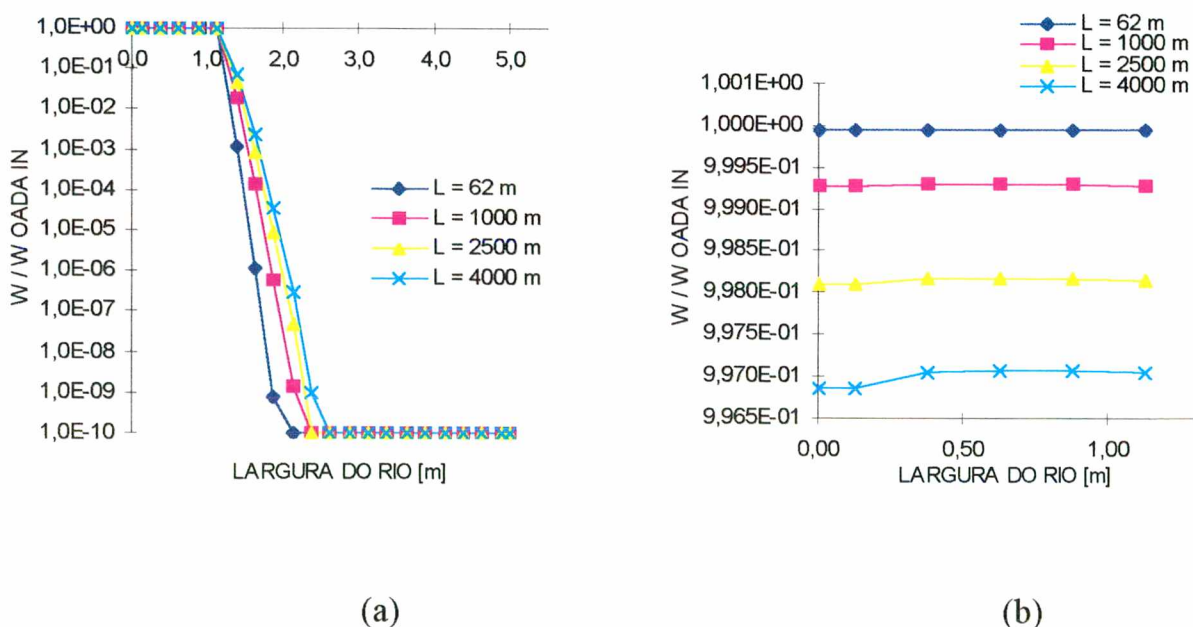 1,0E+00
1,0E-01
1,0E-02
1,0E-03
1,0E-04
1,0E-05
1,0E-06
1,0E-07
1,0E-08
1,0E-09
1,0E-10
0,0 1,0 2,0 3,0 4,0 5,0
W / W OADA IN
LARGURA DO RIO [m]
L = 62 m
L = 1000 m
L = 2500 m
L = 4000 m
(a)
L = 62 m
L = 1000 m
L = 2500 m
L = 4000 m
1,001E+00
1,000E+00
9,995E-01
9,990E-01
9,985E-01
9,980E-01
9,975E-01
9,970E-01
9,965E-01
W / W OADA IN
0,00 0,50 1,00
LARGURA DO RIO [m]
(b)